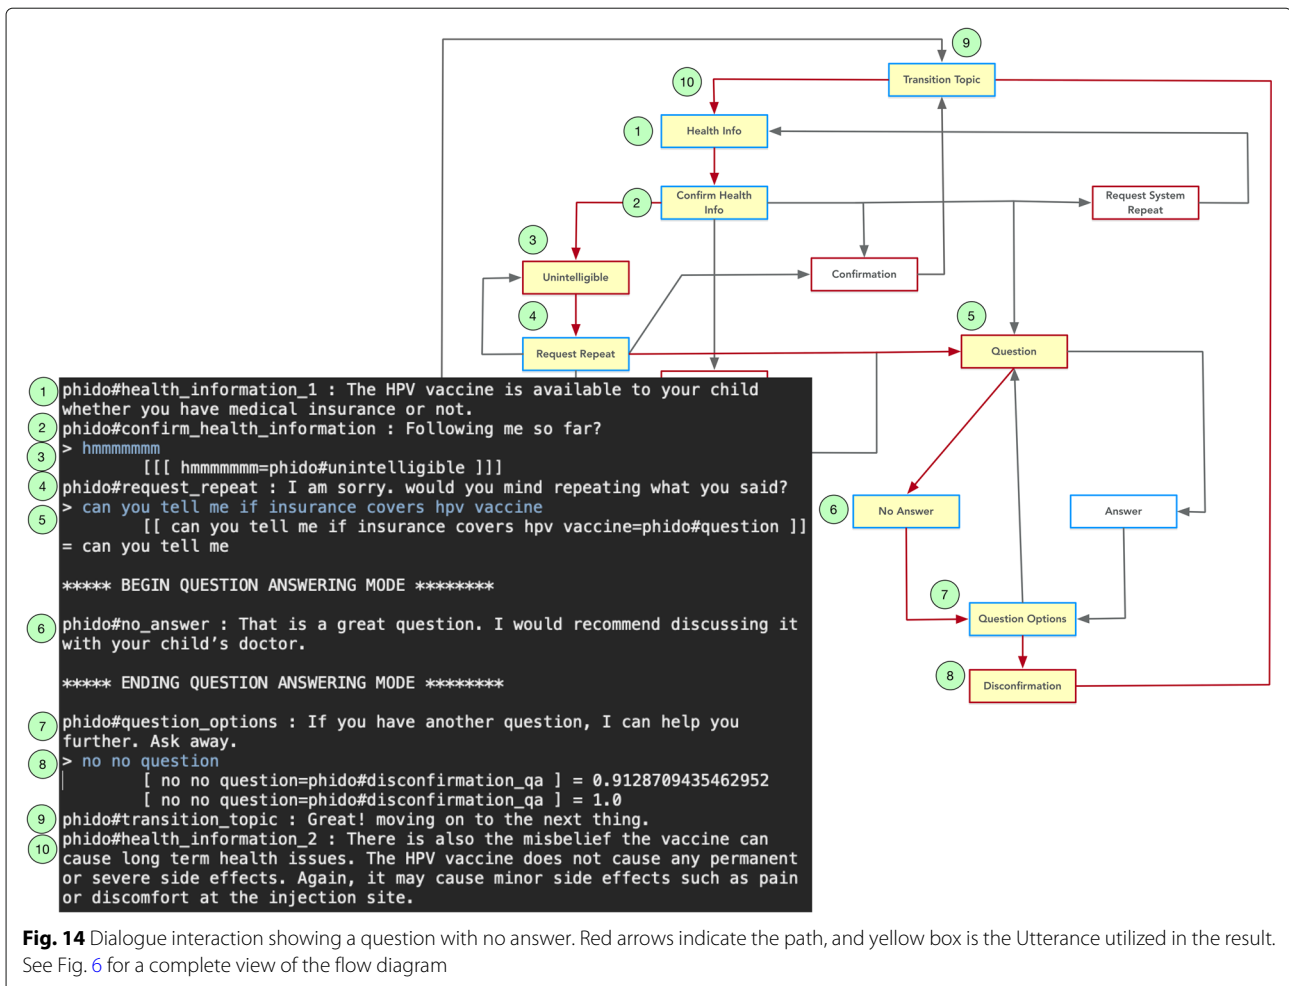 9
Transition Topic
10
1
Health Info
2
Confirm Health
Info
Request System
Repeat
3
Unintelligible
Confirmation
4
Request Repeat
5
Question
6
No Answer
Answer
7
Question Options
8
Disconfirmation
1
phido#health_information_1 : The HPV vaccine is available to your child
whether you have medical insurance or not.
2
phido#confirm_health_information : Following me so far?
> hmmmmmmm
3
[[[ hmmmmmmm=phido#unintelligible ]]]
4
phido#request_repeat : I am sorry. would you mind repeating what you said?
> can you tell me if insurance covers hpv vaccine
5
[[ can you tell me if insurance covers hpv vaccine=phido#question ]]
= can you tell me
***** BEGIN QUESTION ANSWERING MODE ********
6
phido#no_answer : That is a great question. I would recommend discussing it
with your child's doctor.
***** ENDING QUESTION ANSWERING MODE ********
7
phido#question_options : If you have another question, I can help you
further. Ask away.
8
> no no question
[ no no question=phido#disconfirmation_qa ] = 0.9128709435462952
[ no no question=phido#disconfirmation_qa ] = 1.0
9
phido#transition_topic : Great! moving on to the next thing.
10
phido#health_information_2 : There is also the misbelief the vaccine can
cause long term health issues. The HPV vaccine does not cause any permanent
or severe side effects. Again, it may cause minor side effects such as pain
or discomfort at the injection site.
Fig. 14 Dialogue interaction showing a question with no answer. Red arrows indicate the path, and yellow box is the Utterance utilized in the result.
See Fig. 6 for a complete view of the flow diagram